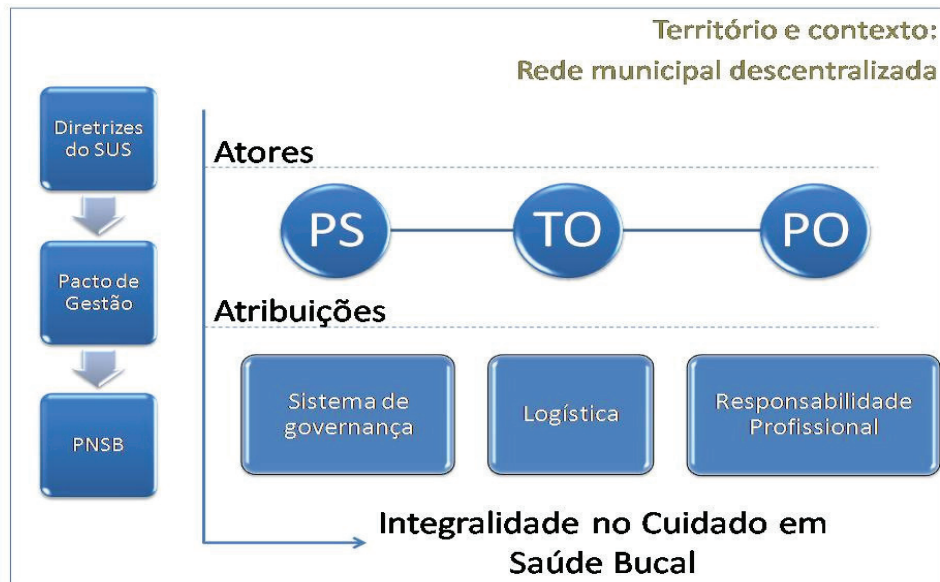 Território e contexto:
Rede municipal descentralizada
Diretrizes
do SUS
Pacto de
Gestão
PNSB
Atores
PS
TO
PO
Atribuições
Sistema de
governança
Logística
Responsabilidade
Profissional
Integralidade no Cuidado em
Saúde Bucal